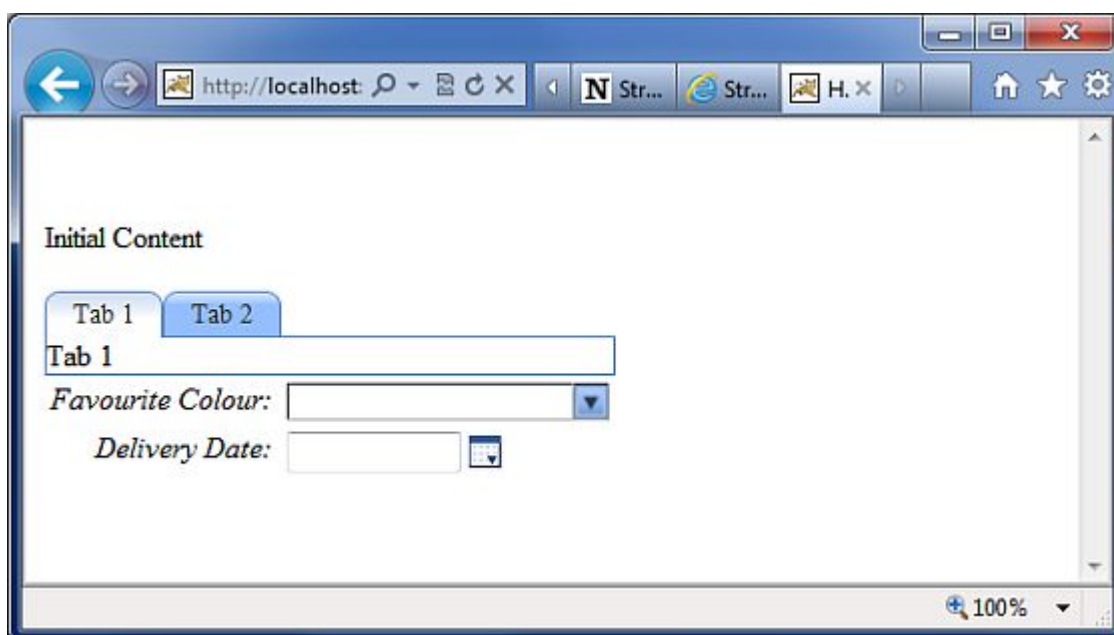 http://localhost:
N Str...
Str...
H.
Initial Content
Tab 1
Tab 2
Tab 1
Favourite Colour:
Delivery Date:
100%